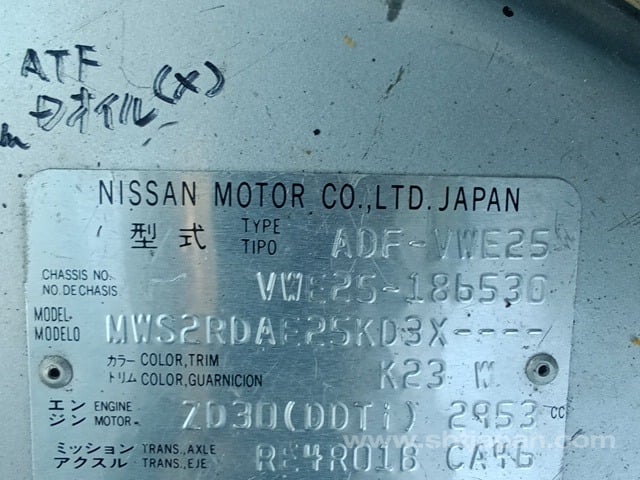 ATF
日オイル(X)
NISSAN MOTOR CO.,LTD. JAPAN
型式 TYPE TIPO ADF-VWE25
CHASSIS NO. NO. DE CHASIS VWE25-186530
MODEL MODELO MWS2RDAE25KD3X----
カラー COLOR,TRIM
トリム COLOR,GUARNICION K23 W
エンジン ENGINE MOTOR ZD30(DDTi) 2953 CC
ミッション TRANS.,AXLE
アクスル TRANS.,EJE RE4R01B CA46
www.shtjapan.com